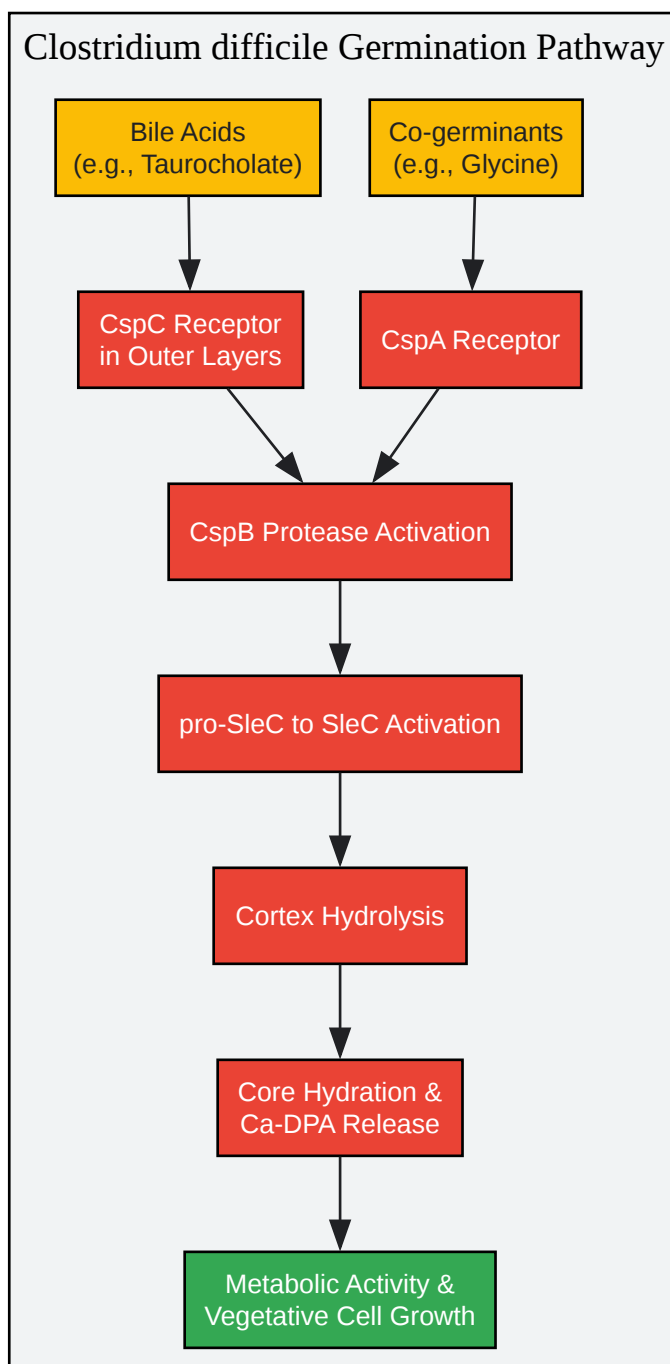 Clostridium difficile Germination Pathway
Bile Acids
(e.g., Taurocholate)
Co-germinants
(e.g., Glycine)
CspC Receptor
in Outer Layers
CspA Receptor
CspB Protease Activation
pro-SleC to SleC Activation
Cortex Hydrolysis
Core Hydration &
Ca-DPA Release
Metabolic Activity &
Vegetative Cell Growth